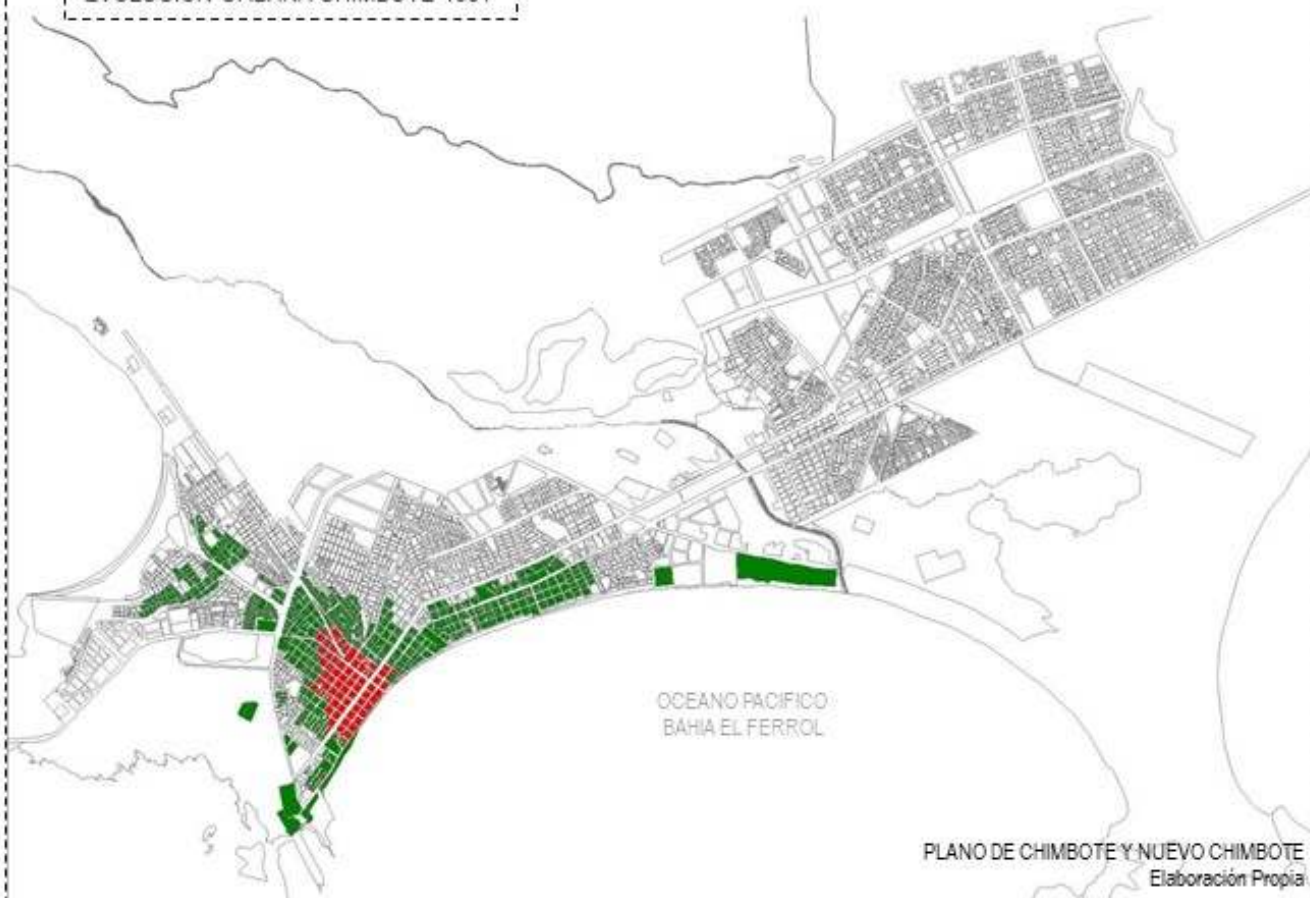 OCEANO PACIFICO
BAHIA EL FERROL
PLANO DE CHIMBOTE Y NUEVO CHIMBOTE
Elaboración Propia